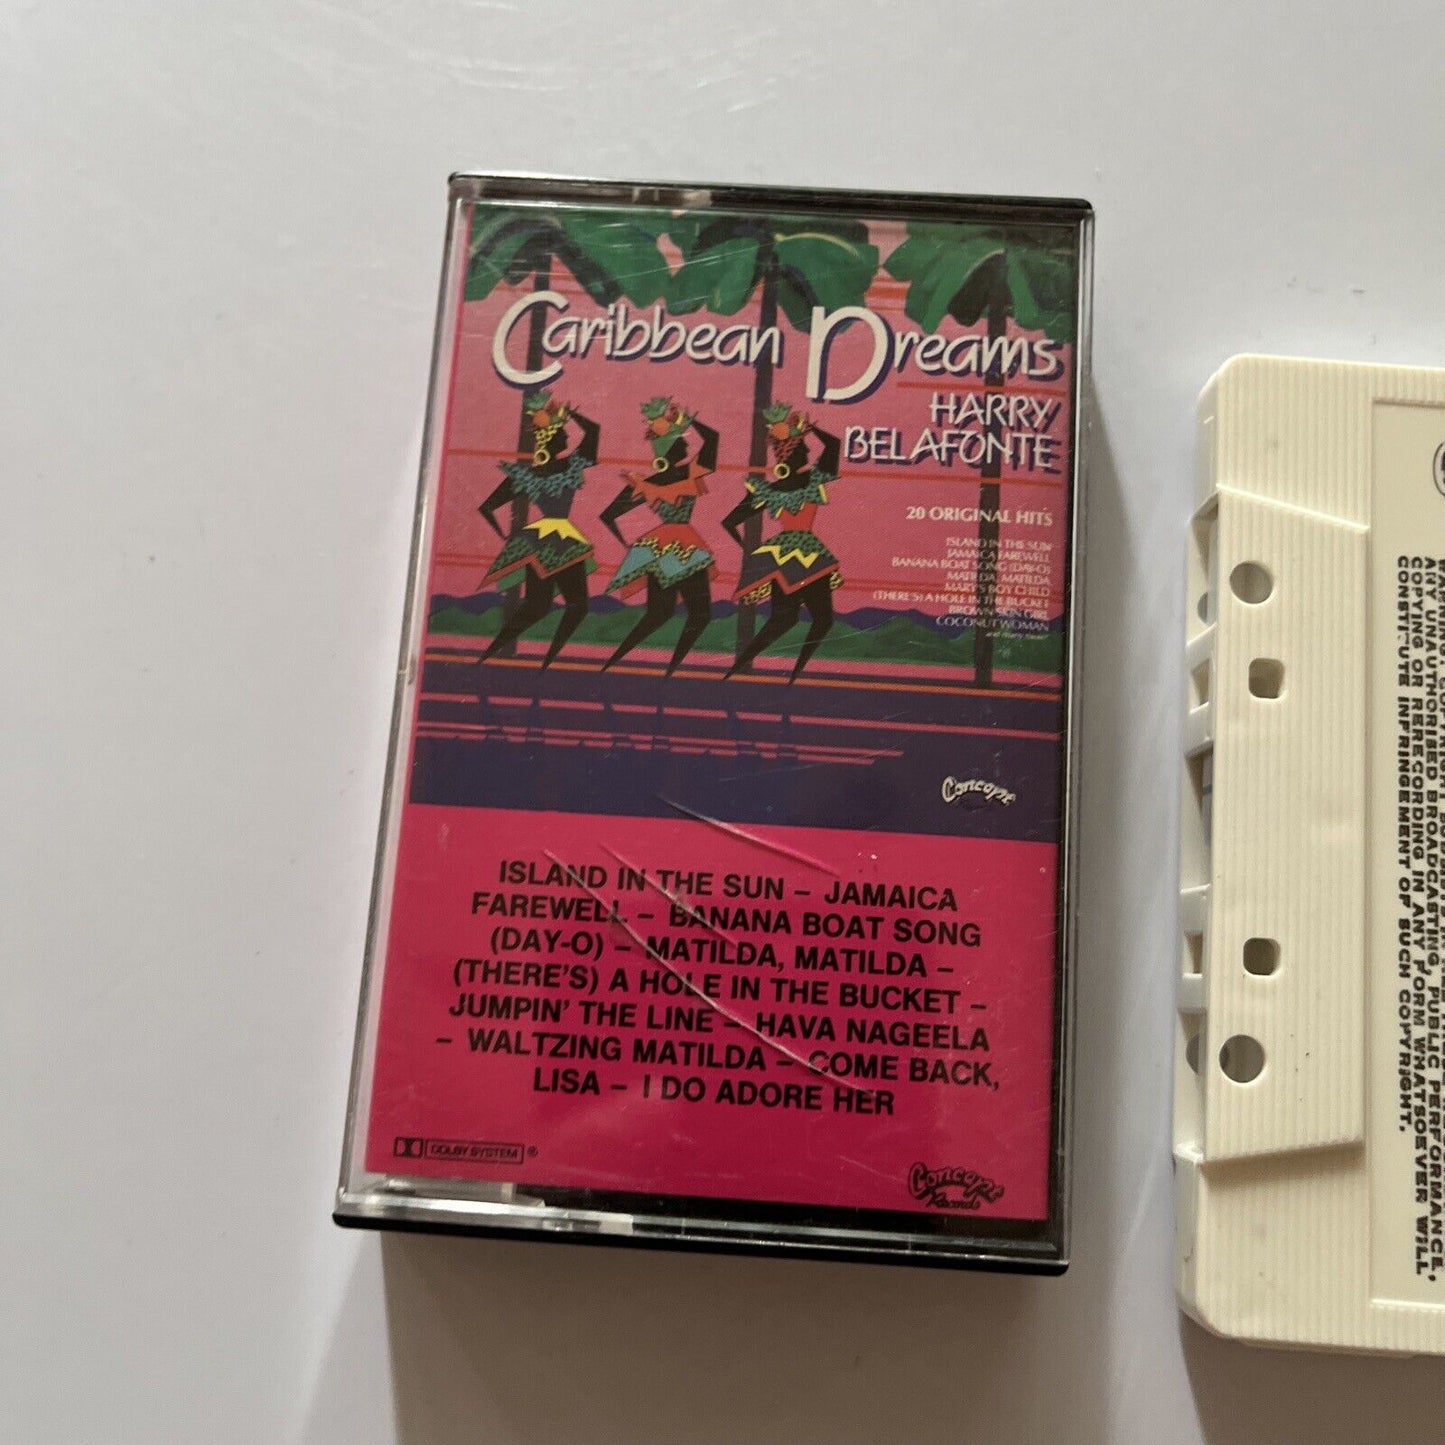 Caribbean Dreams
HARRY
BELAFONTE
20 ORIGINAL HITS
ISLAND IN THE SUN
JAMAICA FAREWELL
BANANA BOAT SONG (DAY-O)
MATILDA, MATILDA
MARY'S BOY CHILD
(THERE'S) A HOLE IN THE BUCKET
BROWN SKIN GIRL
COCONUT WOMAN
and many more!
Concept
ISLAND IN THE SUN – JAMAICA
FAREWELL – BANANA BOAT SONG
(DAY-O) – MATILDA, MATILDA –
(THERE'S) A HOLE IN THE BUCKET –
JUMPIN' THE LINE – HAVA NAGEELA
– WALTZING MATILDA – COME BACK,
LISA – I DO ADORE HER
DOLBY SYSTEM ®
Concept
Records
ANY UNAUTHORISED BROADCASTING, PUBLIC PERFORMANCE,
COPYING OR RERECORDING IN ANY FORM WHATSOEVER WILL
CONSTITUTE INFRINGEMENT OF SUCH COPYRIGHT.